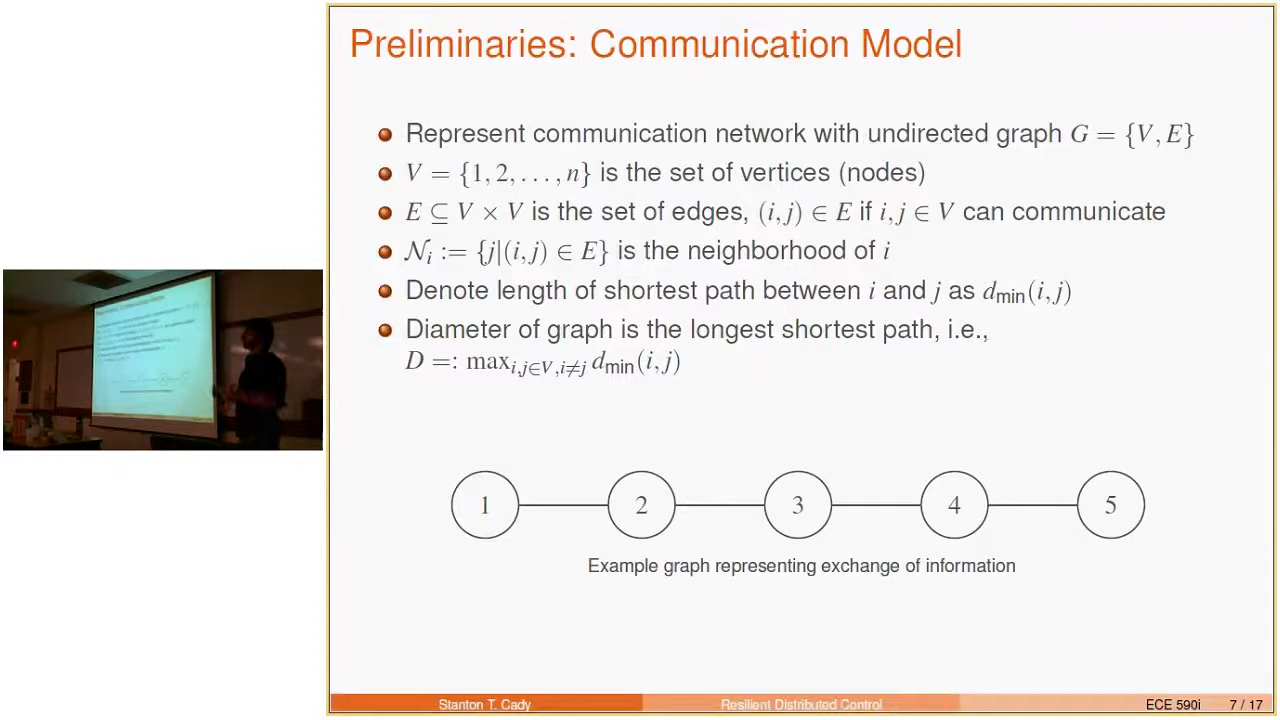 Preliminaries: Communication Model
Represent communication network with undirected graph G = {V, E}
V = {1, 2, . . . , n} is the set of vertices (nodes)
E ⊆ V × V is the set of edges, (i, j) ∈ E if i, j ∈ V can communicate
𝒩ᵢ := {j|(i, j) ∈ E} is the neighborhood of i
Denote length of shortest path between i and j as d_min(i, j)
Diameter of graph is the longest shortest path, i.e.,
D =: max_{i,j∈V,i≠j} d_min(i, j)
1 2 3 4 5
Example graph representing exchange of information
Stanton T. Cady Resilient Distributed Control ECE 590i 7 / 17